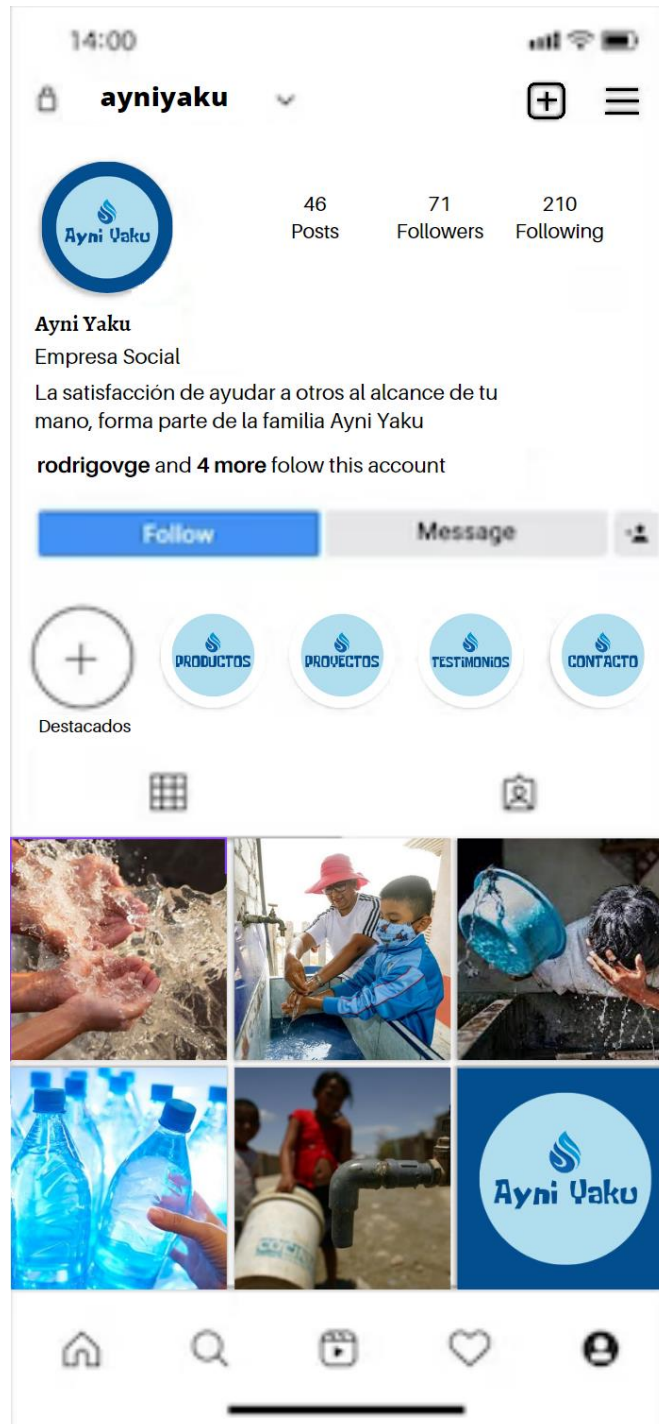 14:00
ayniyaku
Ayni Yaku
46
Posts
71
Followers
210
Following
Ayni Yaku
Empresa Social
La satisfacción de ayudar a otros al alcance de tu
mano, forma parte de la familia Ayni Yaku
rodrigovge and 4 more folow this account
Follow
Message
PRODUCTOS
PROYECTOS
TESTIMONIOS
CONTACTO
Destacados
Ayni Yaku